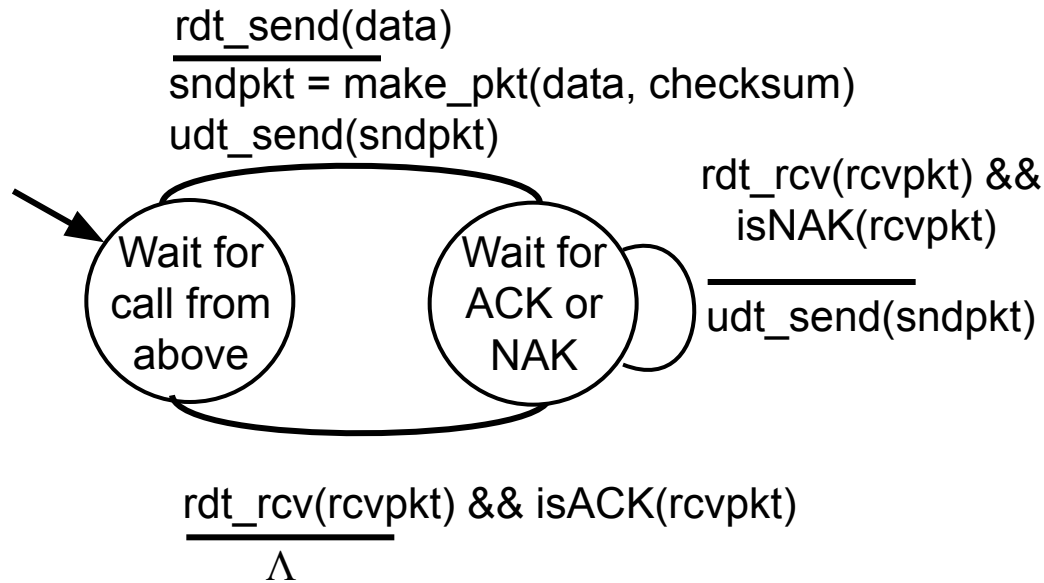 rdt_send(data)
sndpkt = make_pkt(data, checksum)
udt_send(sndpkt)
rdt_rcv(rcvpkt) &&
isNAK(rcvpkt)
udt_send(sndpkt)
Wait for
call from
above
Wait for
ACK or
NAK
rdt_rcv(rcvpkt) && isACK(rcvpkt)
Λ